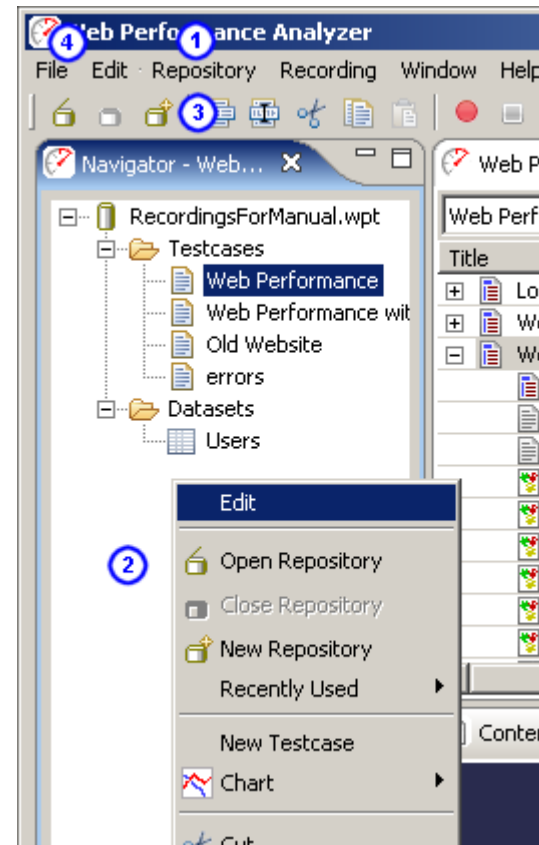 Web Performance Analyzer
4
1
File Edit Repository Recording Window Help
3
Navigator - Web... Web P
RecordingsForManual.wpt Web Perf
Testcases Title
Web Performance Lo
Web Performance wit We
Old Website We
errors
Datasets
Users
Edit
2
Open Repository
Close Repository
New Repository
Recently Used
New Testcase Conter
Chart
Cut